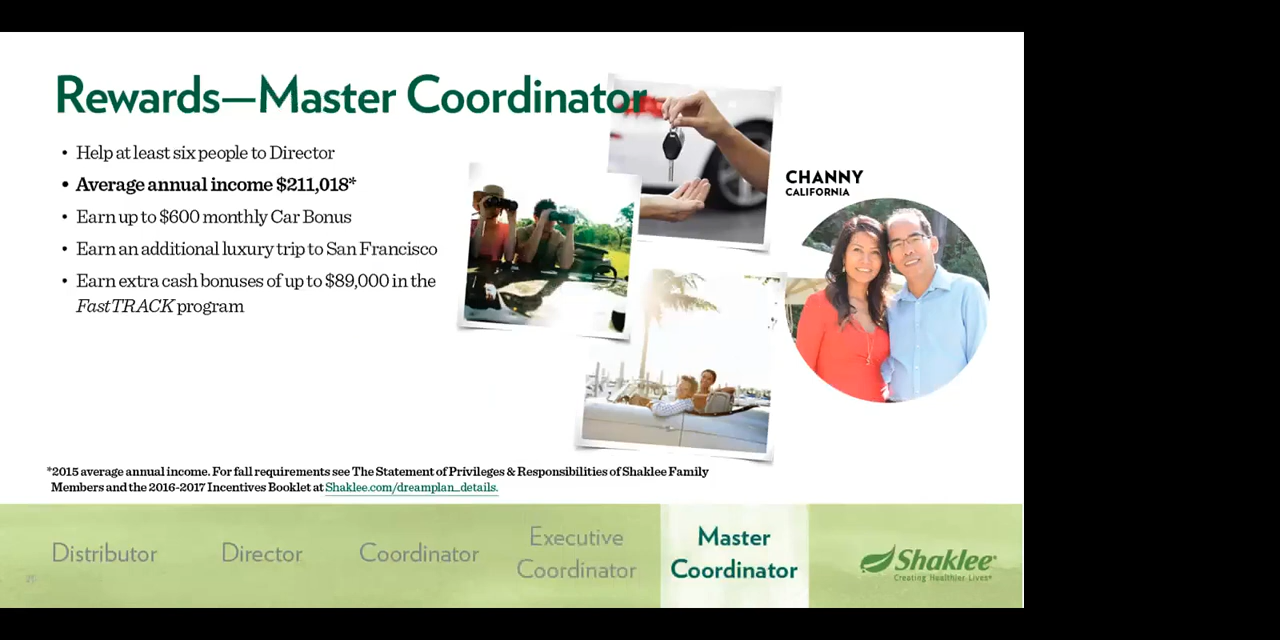 Rewards—Master Coordinator
• Help at least six people to Director
• Average annual income $211,018*
• Earn up to $600 monthly Car Bonus
• Earn an additional luxury trip to San Francisco
• Earn extra cash bonuses of up to $89,000 in the
FastTRACK program
CHANNY
CALIFORNIA
*2015 average annual income. For fall requirements see The Statement of Privileges & Responsibilities of Shaklee Family
Members and the 2016-2017 Incentives Booklet at Shaklee.com/dreamplan_details.
Distributor
Director
Coordinator
Executive
Coordinator
Master
Coordinator
Shaklee®
Creating Healthier Lives®